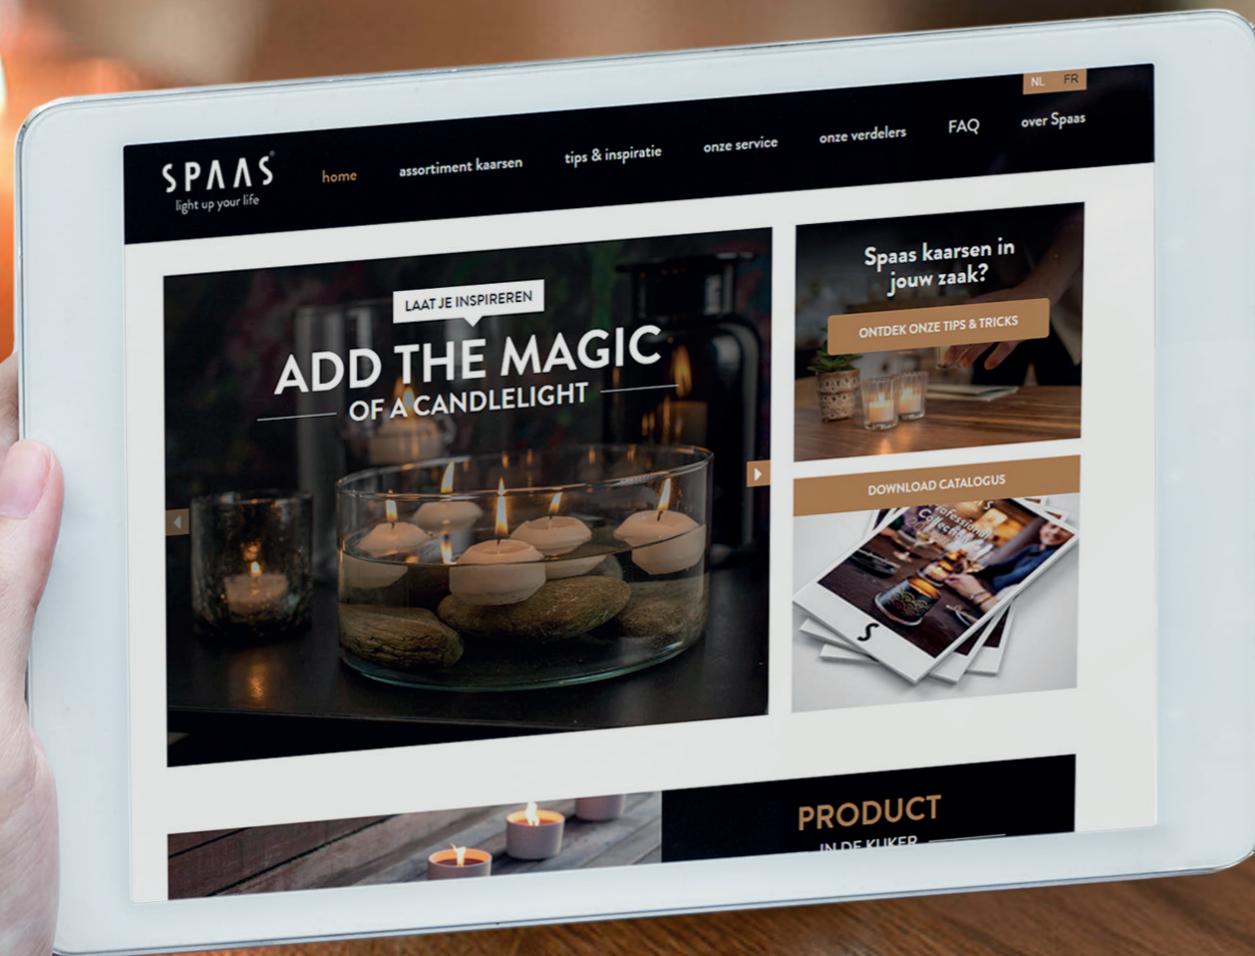 NL FR
SPAAS®
light up your life
home
assortiment kaarsen
tips & inspiratie
onze service
onze verdelers
FAQ
over Spaas
LAAT JE INSPIREREN
ADD THE MAGIC
OF A CANDLELIGHT
Spaas kaarsen in
jouw zaak?
ONTDEK ONZE TIPS & TRICKS
DOWNLOAD CATALOGUS
S
Professional
Collection
S
PRODUCT
IN DE KIJKER